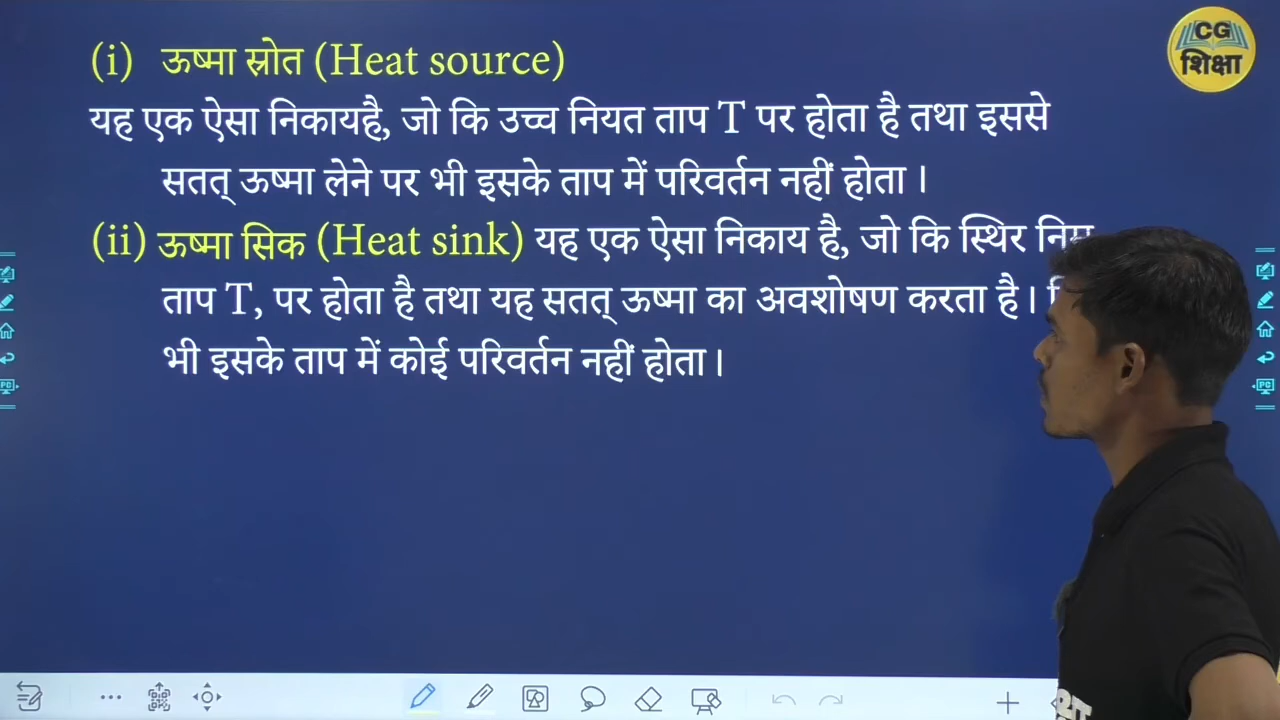 CG
शिक्षा
(i) ऊष्मा स्रोत (Heat source)
यह एक ऐसा निकायहै, जो कि उच्च नियत ताप T पर होता है तथा इससे
सतत् ऊष्मा लेने पर भी इसके ताप में परिवर्तन नहीं होता ।
(ii) ऊष्मा सिक (Heat sink) यह एक ऐसा निकाय है, जो कि स्थिर
ताप T, पर होता है तथा यह सतत् ऊष्मा का अवशोषण करता है ।
भी इसके ताप में कोई परिवर्तन नहीं होता ।
PC
PC